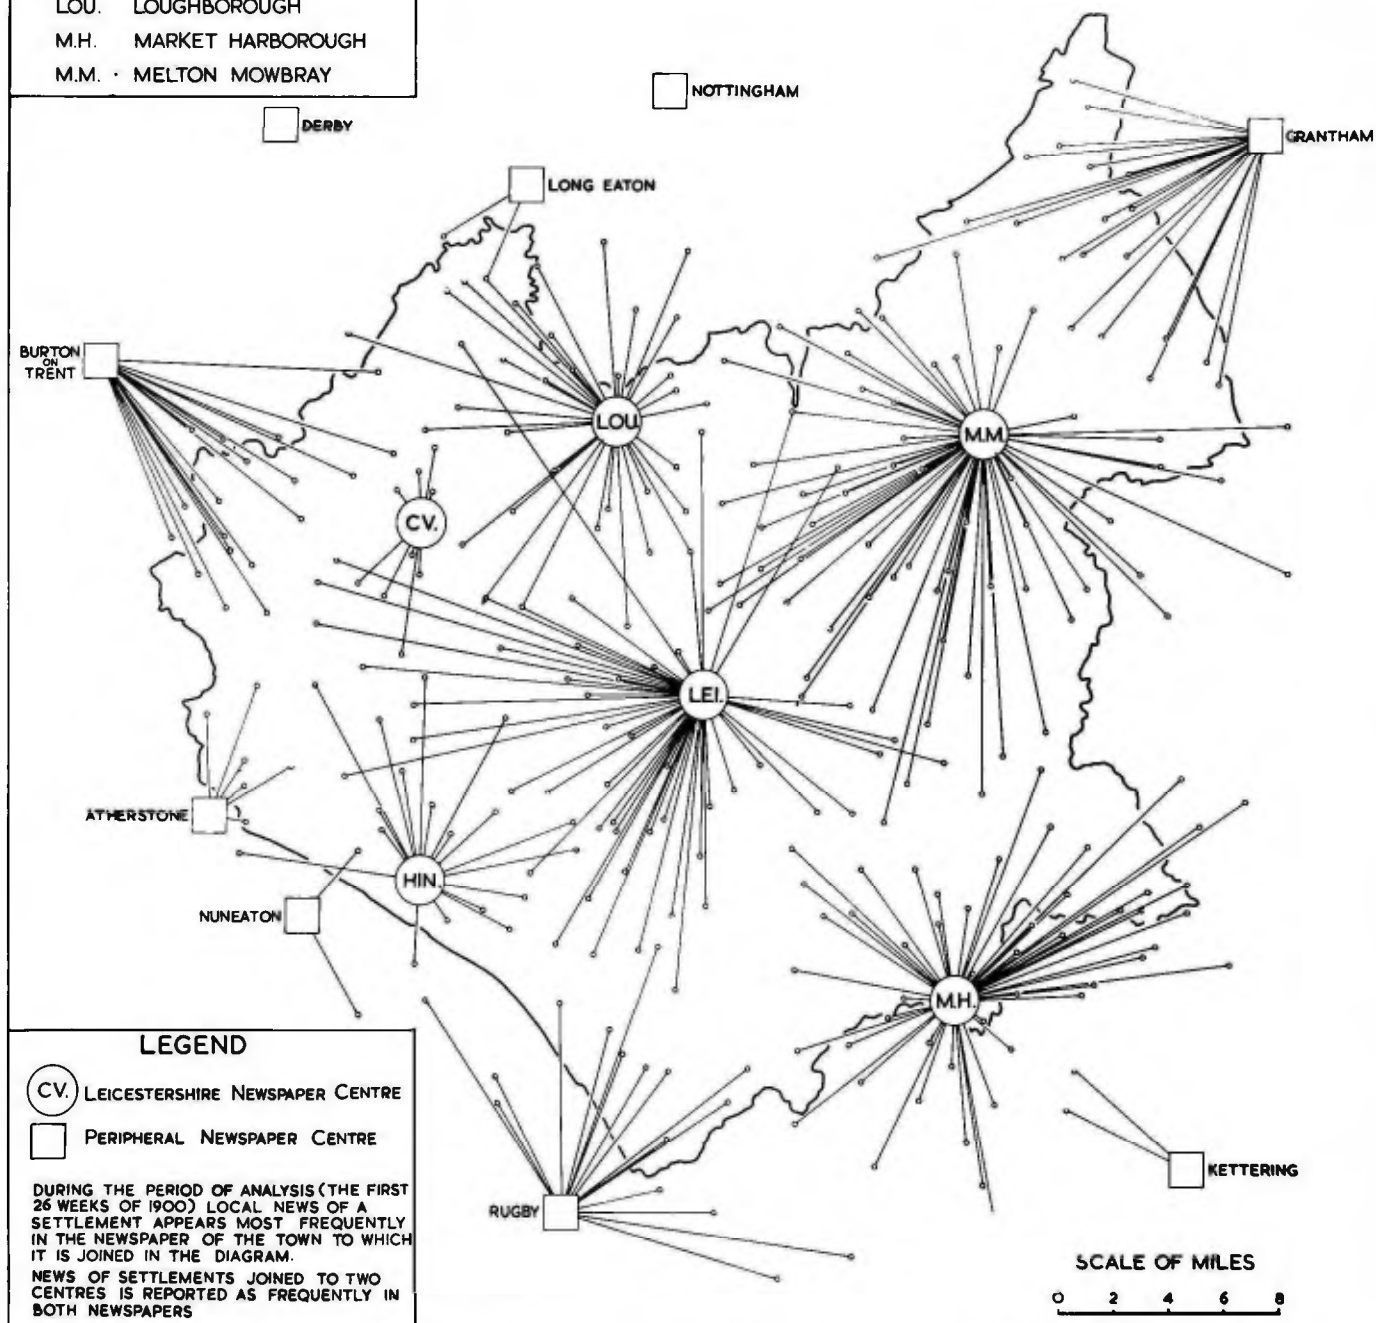 LOU. LOUGHBOROUGH
M.H. MARKET HARBOROUGH
M.M. · MELTON MOWBRAY
NOTTINGHAM
DERBY
GRANTHAM
LONG EATON
BURTON
ON
TRENT
LOU.
M.M.
CV.
LEI.
ATHERSTONE
HIN.
NUNEATON
M.H.
LEGEND
CV. LEICESTERSHIRE NEWSPAPER CENTRE
PERIPHERAL NEWSPAPER CENTRE
DURING THE PERIOD OF ANALYSIS (THE FIRST
26 WEEKS OF 1900) LOCAL NEWS OF A
SETTLEMENT APPEARS MOST FREQUENTLY
IN THE NEWSPAPER OF THE TOWN TO WHICH
IT IS JOINED IN THE DIAGRAM.
NEWS OF SETTLEMENTS JOINED TO TWO
CENTRES IS REPORTED AS FREQUENTLY IN
BOTH NEWSPAPERS
KETTERING
RUGBY
SCALE OF MILES
0 2 4 6 8